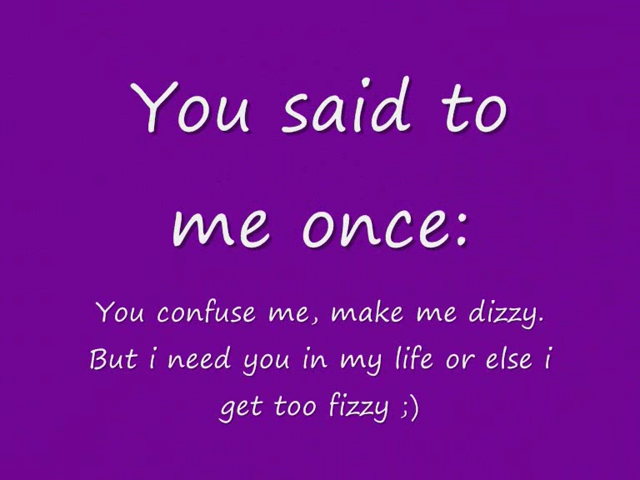 You said to
me once:
You confuse me, make me dizzy.
But i need you in my life or else i
get too fizzy ;)